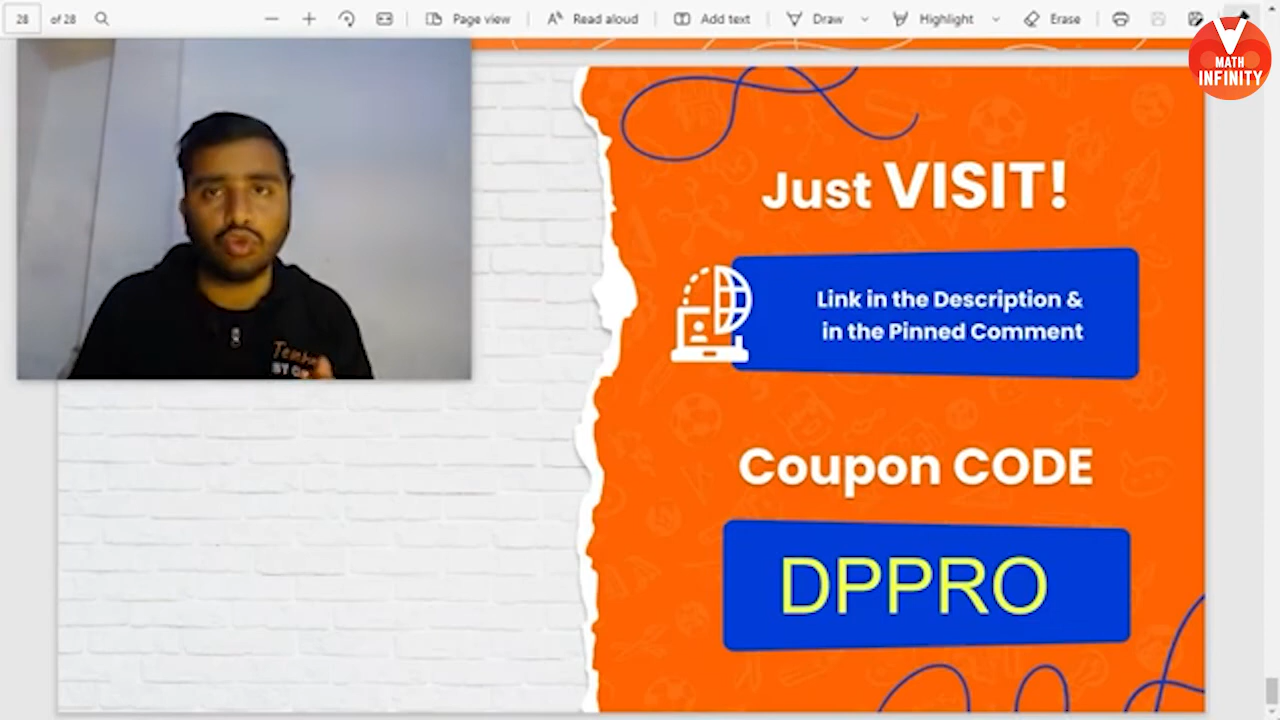 28 of 28 Page view Read aloud Add text Draw Highlight Erase
MATH
INFINITY
Just VISIT!
Link in the Description &
in the Pinned Comment
Coupon CODE
DPPRO